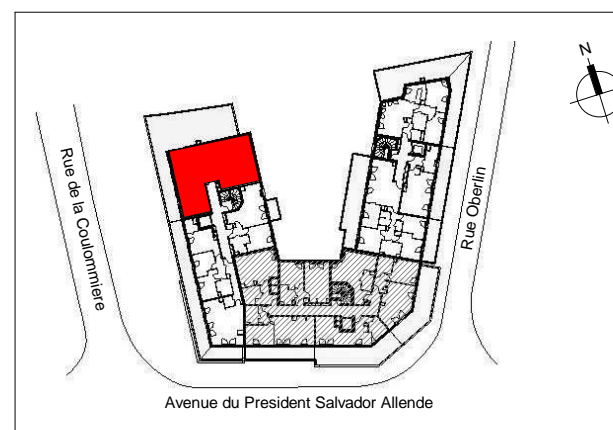 N
Rue de la Coulommiere
Rue Oberlin
Avenue du President Salvador Allende